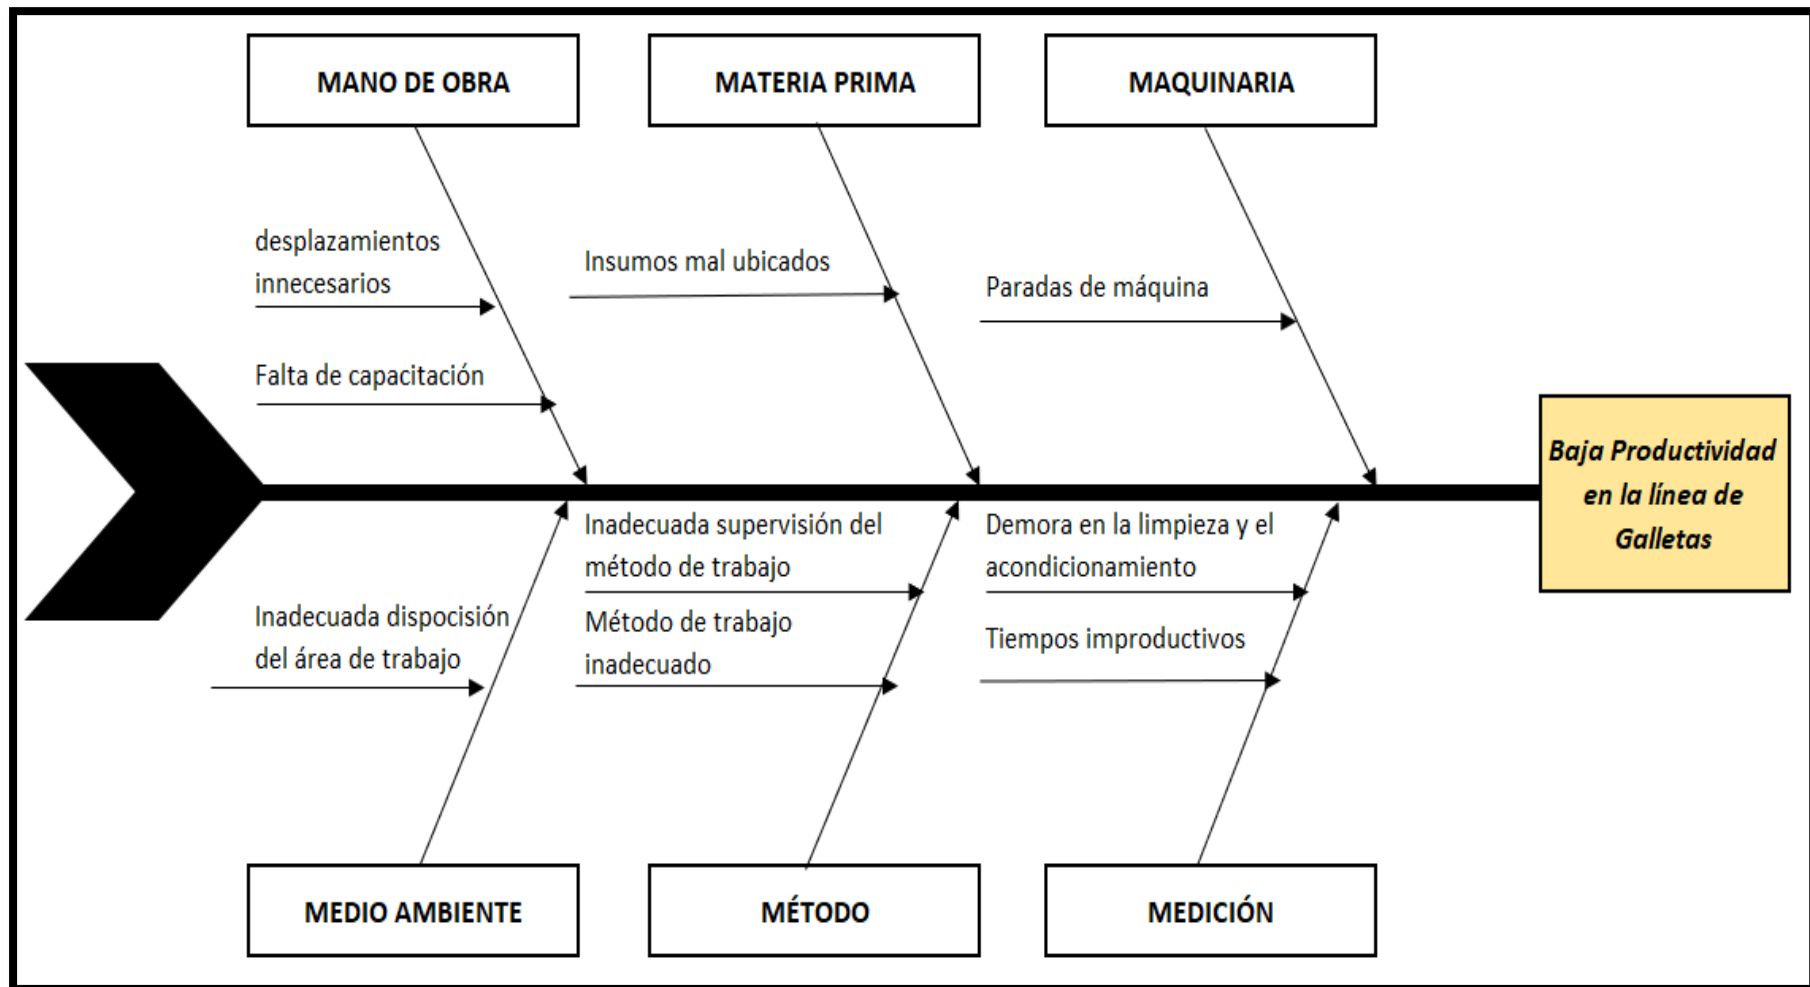 MANO DE OBRA
MATERIA PRIMA
MAQUINARIA
desplazamientos
innecesarios
Falta de capacitación
Insumos mal ubicados
Paradas de máquina
Baja Productividad
en la línea de
Galletas
Inadecuada dispocisión
del área de trabajo
Inadecuada supervisión del
método de trabajo
Método de trabajo
inadecuado
Demora en la limpieza y el
acondicionamiento
Tiempos improductivos
MEDIO AMBIENTE
MÉTODO
MEDICIÓN